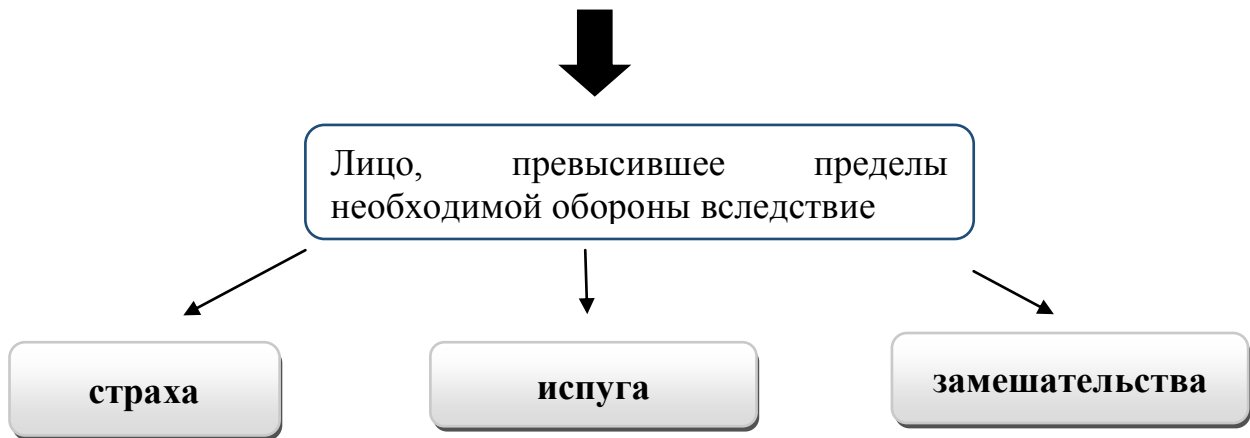 Лицо, превысившее пределы
необходимой обороны вследствие
страха
испуга
замешательства